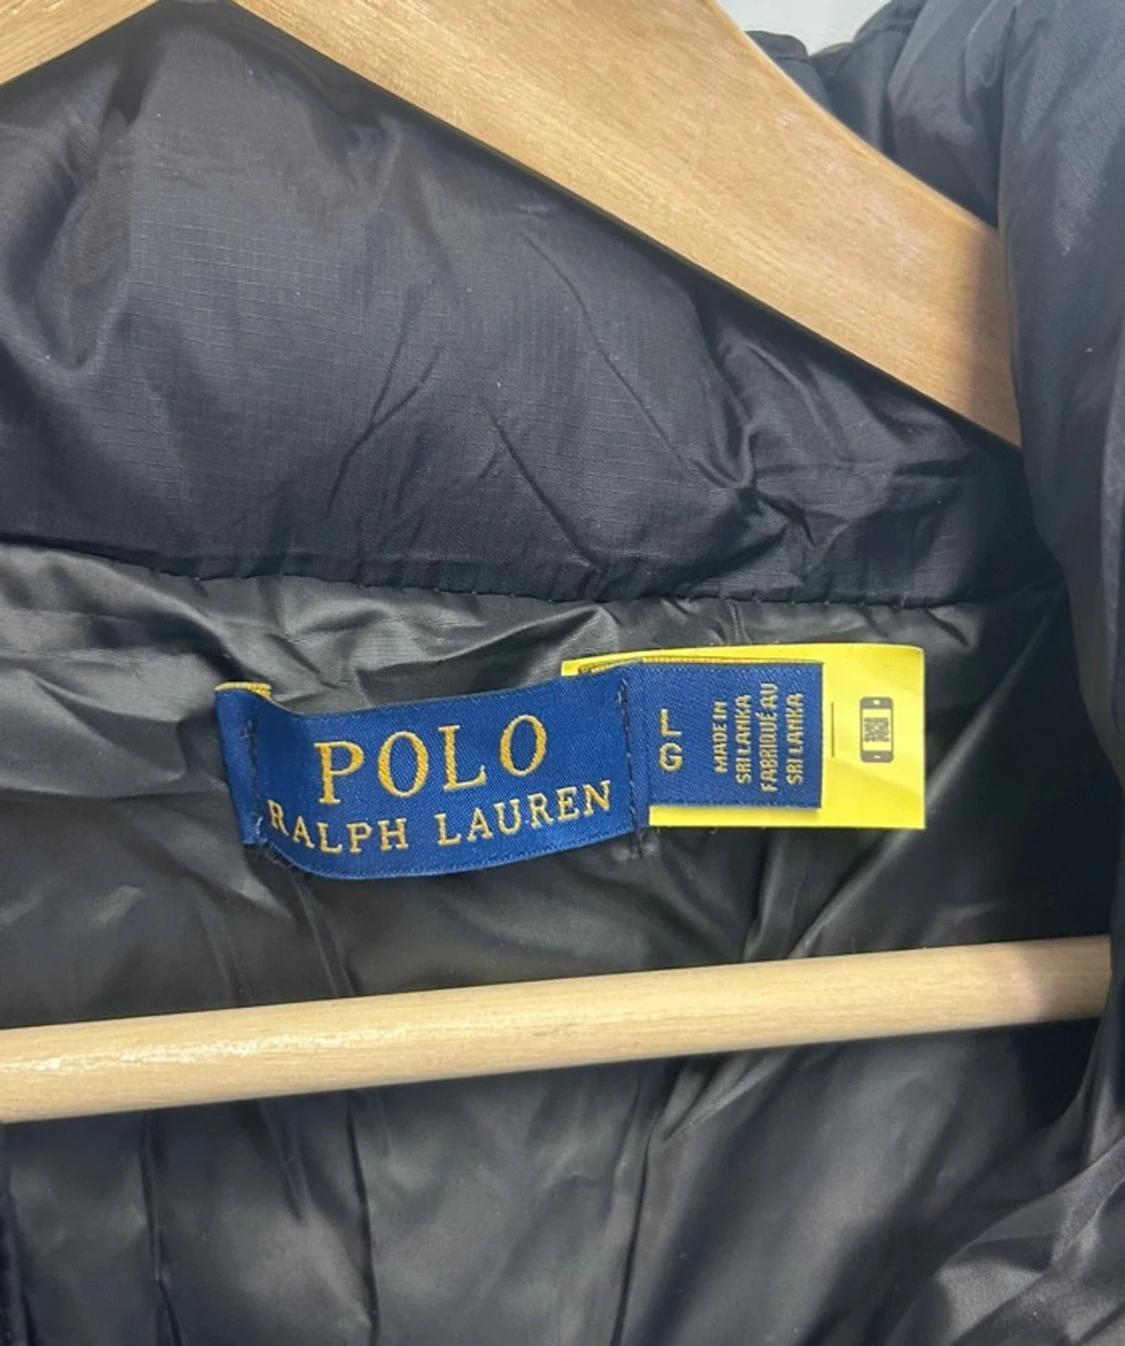 POLO
RALPH LAUREN
L
G
MADE IN
SRI LANKA
FABRIQUÉ AU
SRI LANKA